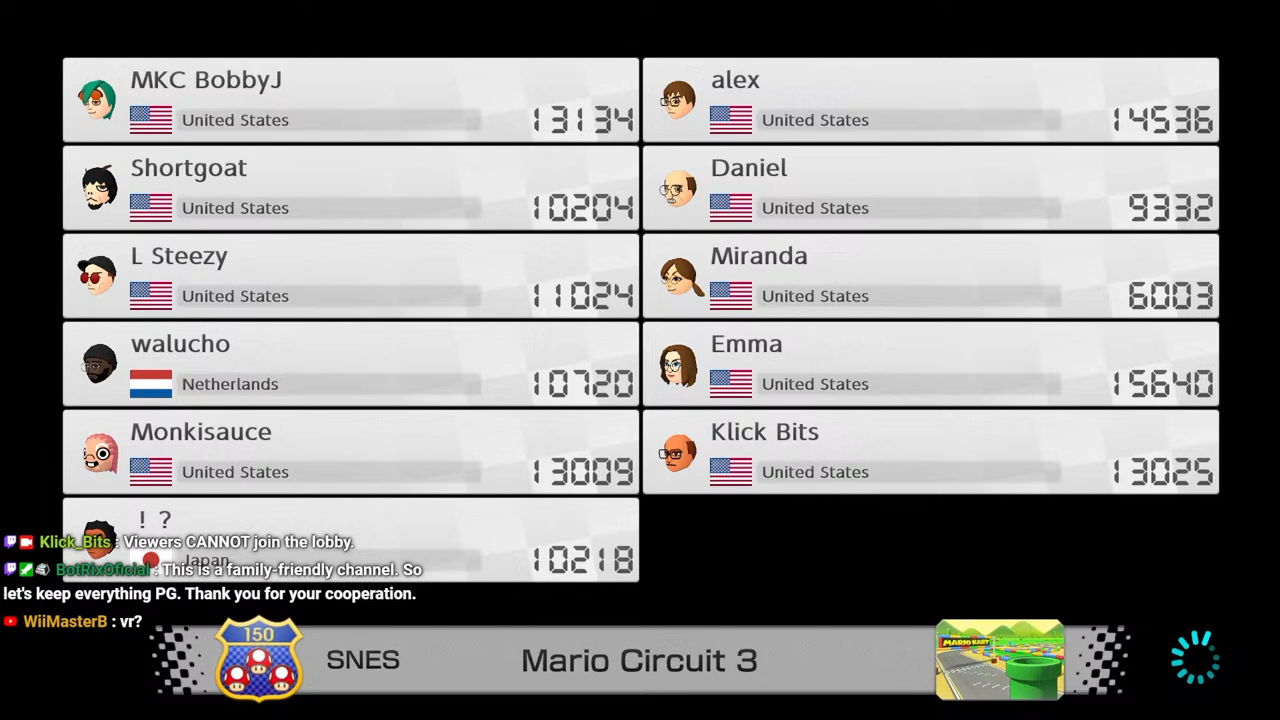 MKC BobbyJ
United States
13134
alex
United States
14536
Shortgoat
United States
10204
Daniel
United States
9332
L Steezy
United States
11024
Miranda
United States
6003
walucho
Netherlands
10720
Emma
United States
15640
Monkisauce
United States
13009
Klick Bits
United States
13025
! ?
Japan
10218
Klick_Bits : Viewers CANNOT join the lobby.
BotRixOficial : This is a family-friendly channel. So
let's keep everything PG. Thank you for your cooperation.
WiiMasterB : vr?
150
SNES
Mario Circuit 3
MARIO KART